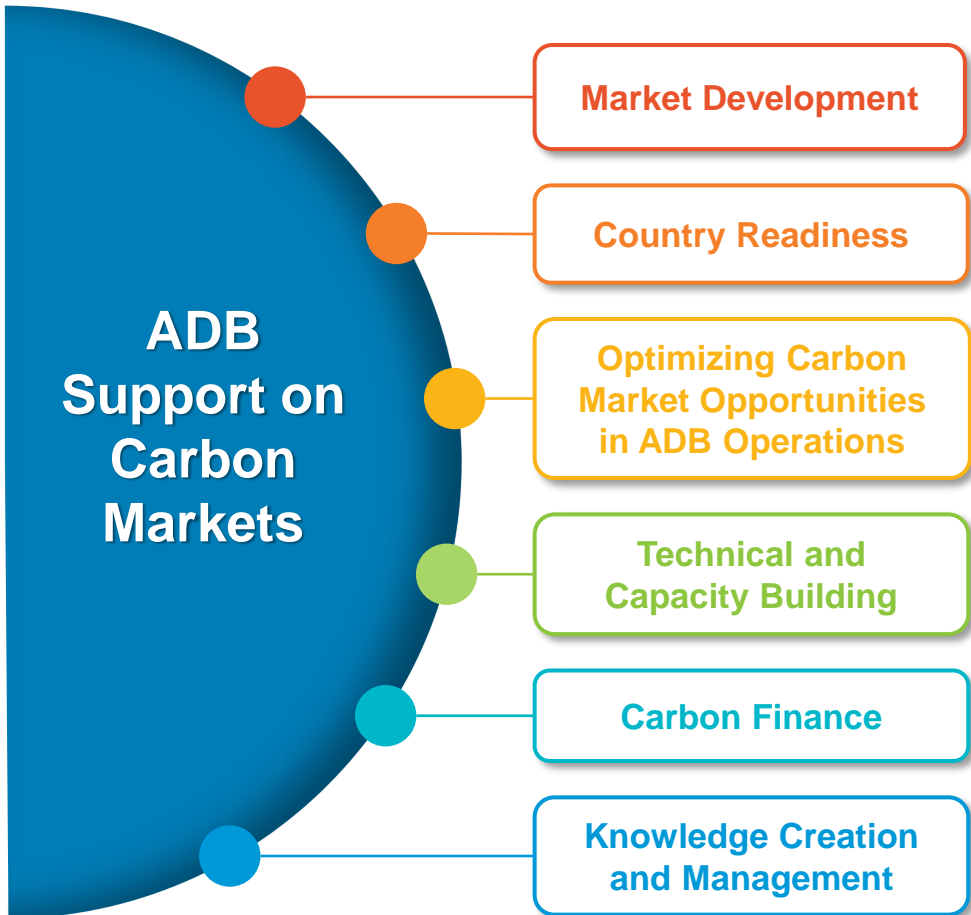 ADB
Support on
Carbon
Markets
Market Development
Country Readiness
Optimizing Carbon
Market Opportunities
in ADB Operations
Technical and
Capacity Building
Carbon Finance
Knowledge Creation
and Management